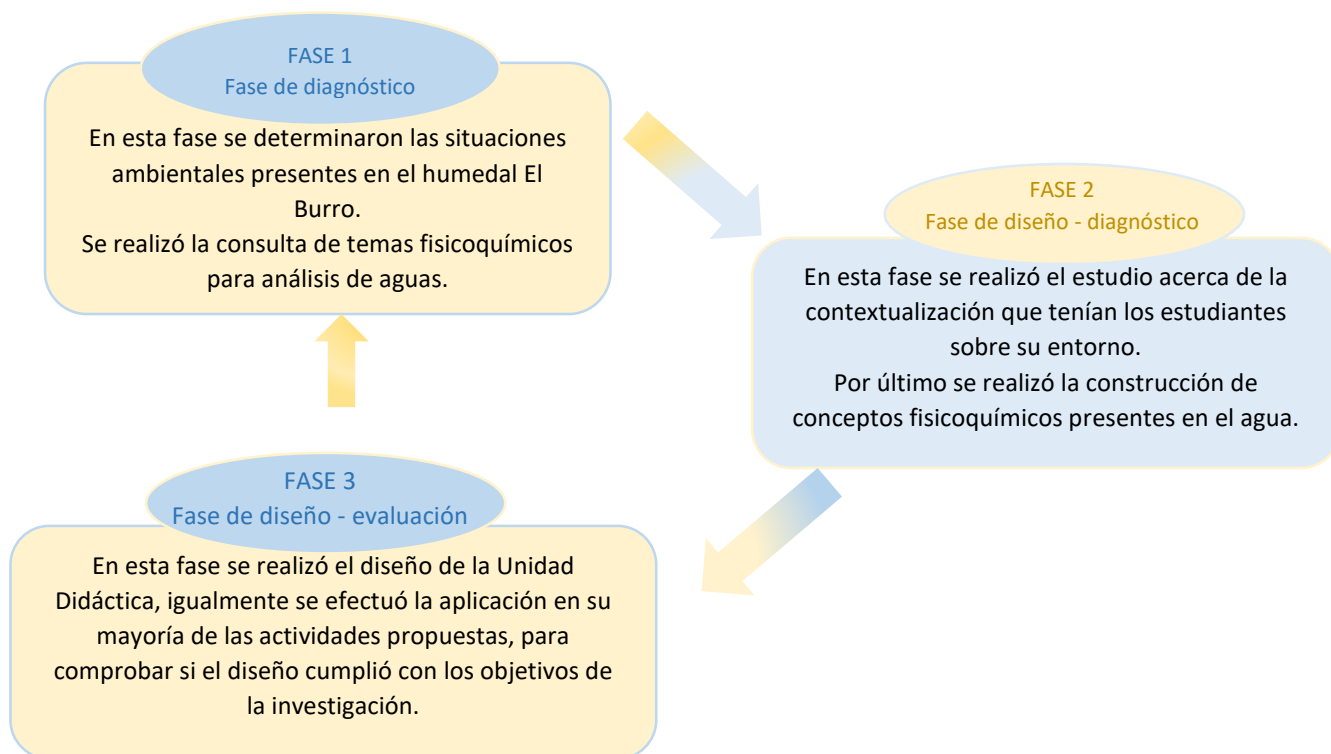 FASE 1
Fase de diagnóstico
En esta fase se determinaron las situaciones
ambientales presentes en el humedal El
Burro.
Se realizó la consulta de temas fisicoquímicos
para análisis de aguas.
FASE 2
Fase de diseño - diagnóstico
En esta fase se realizó el estudio acerca de la
contextualización que tenían los estudiantes
sobre su entorno.
Por último se realizó la construcción de
conceptos fisicoquímicos presentes en el agua.
FASE 3
Fase de diseño - evaluación
En esta fase se realizó el diseño de la Unidad
Didáctica, igualmente se efectuó la aplicación en su
mayoría de las actividades propuestas, para
comprobar si el diseño cumplió con los objetivos de
la investigación.